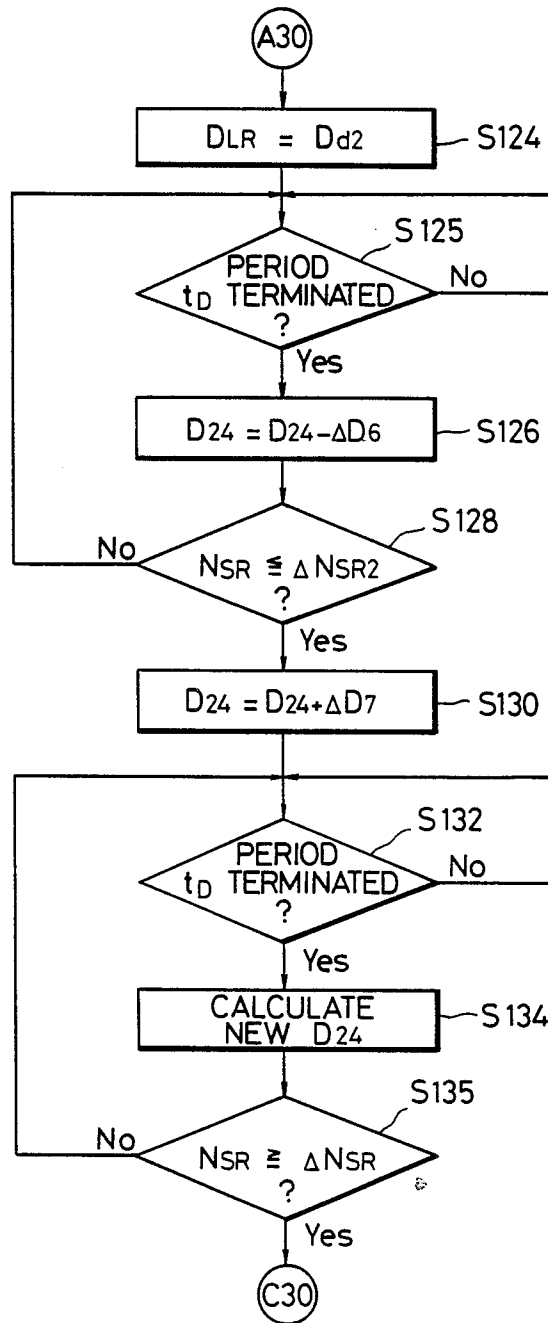 A30
DLR = Dd2
S124
S125
PERIOD
tD TERMINATED
?
No
Yes
D24 = D24-ΔD6
S126
S128
No
NSR ≦ ΔNSR2
?
Yes
D24 = D24+ΔD7
S130
S132
PERIOD
tD TERMINATED
?
No
Yes
CALCULATE
NEW D24
S134
S135
No
NSR ≧ ΔNSR
?
Yes
C30